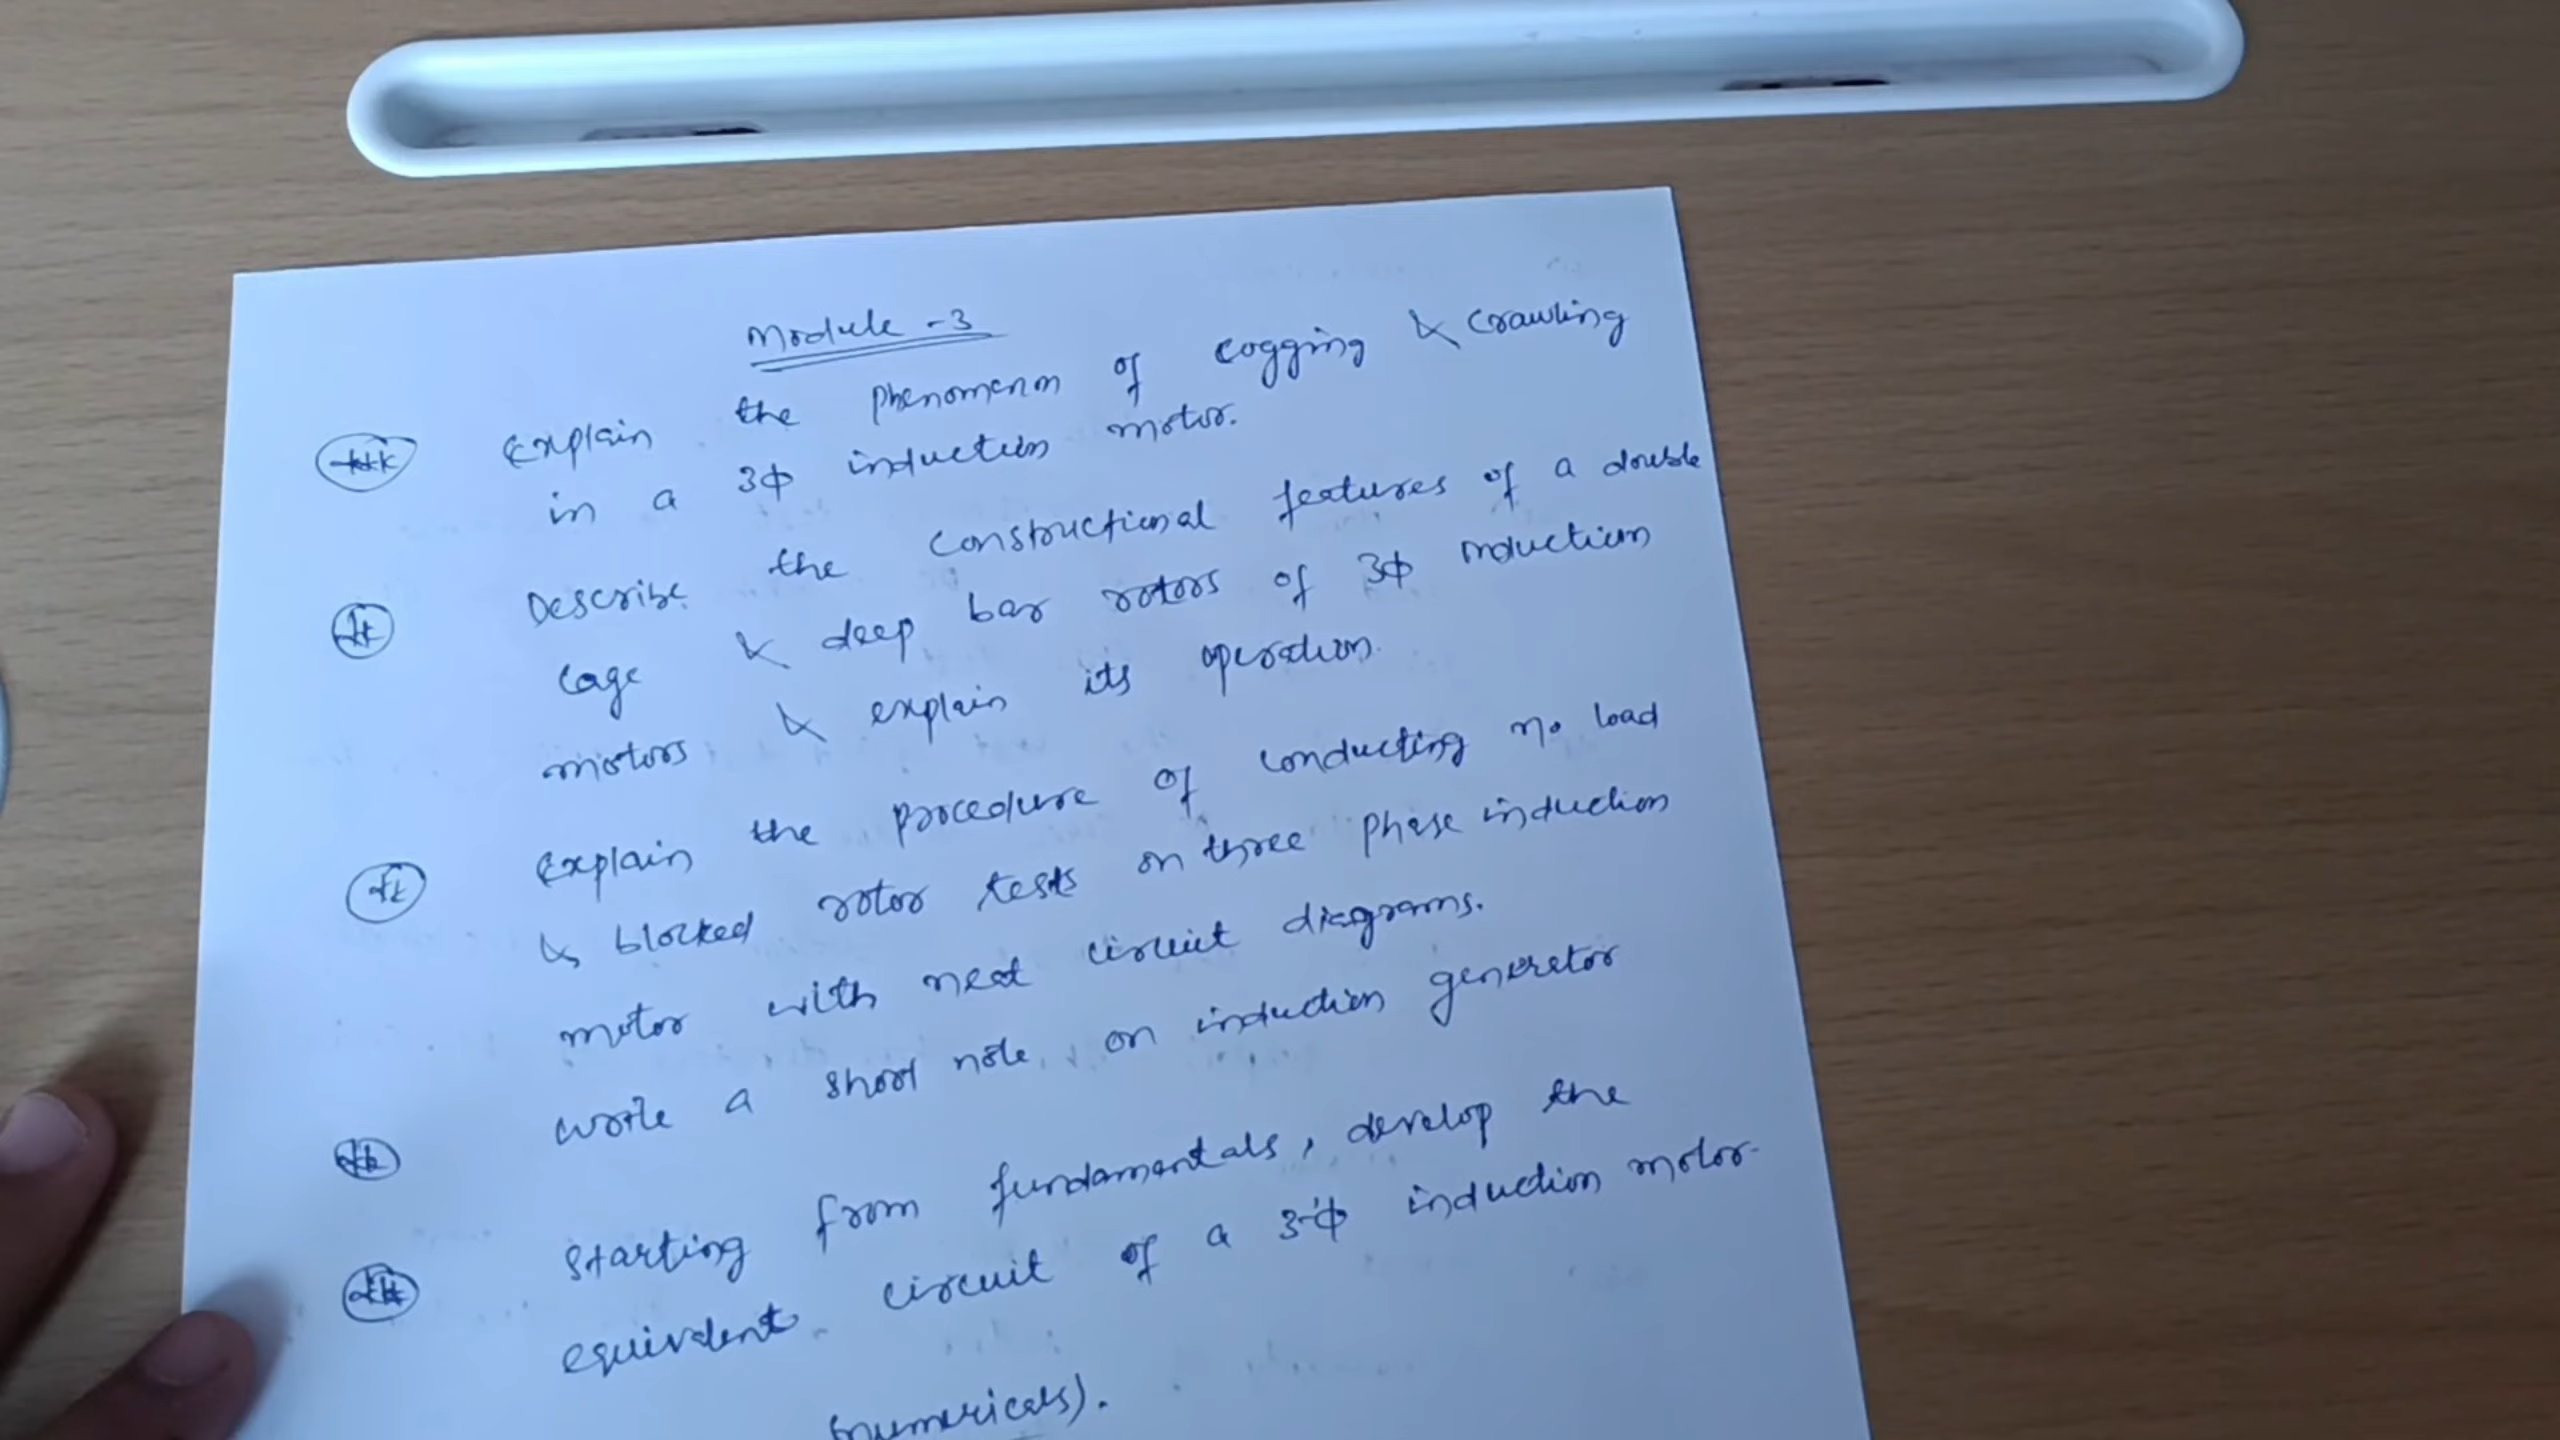 Module -3
Explain the phenomenon of cogging & crawling
in a 3ϕ induction motor.
Describe the constructional features of a double
cage & deep bar rotors of 3ϕ induction
motors & explain its operation.
Explain the procedure of conducting no load
& blocked rotor tests on three phase induction
motor with neat circuit diagrams.
write a short note on induction generator
Starting from fundamentals, develop the
equivalent circuit of a 3-ϕ induction motor.
(numericals).